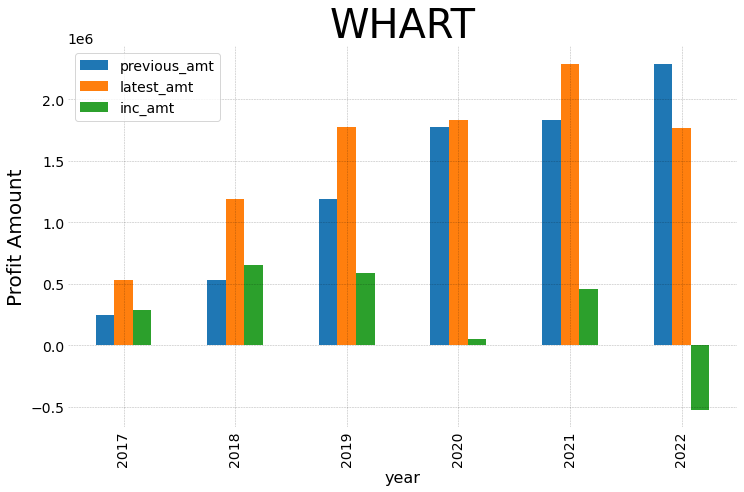 WHART
1e6
previous_amt
latest_amt
inc_amt
Profit Amount
2.0
1.5
1.0
0.5
0.0
−0.5
2017
2018
2019
2020
2021
2022
year